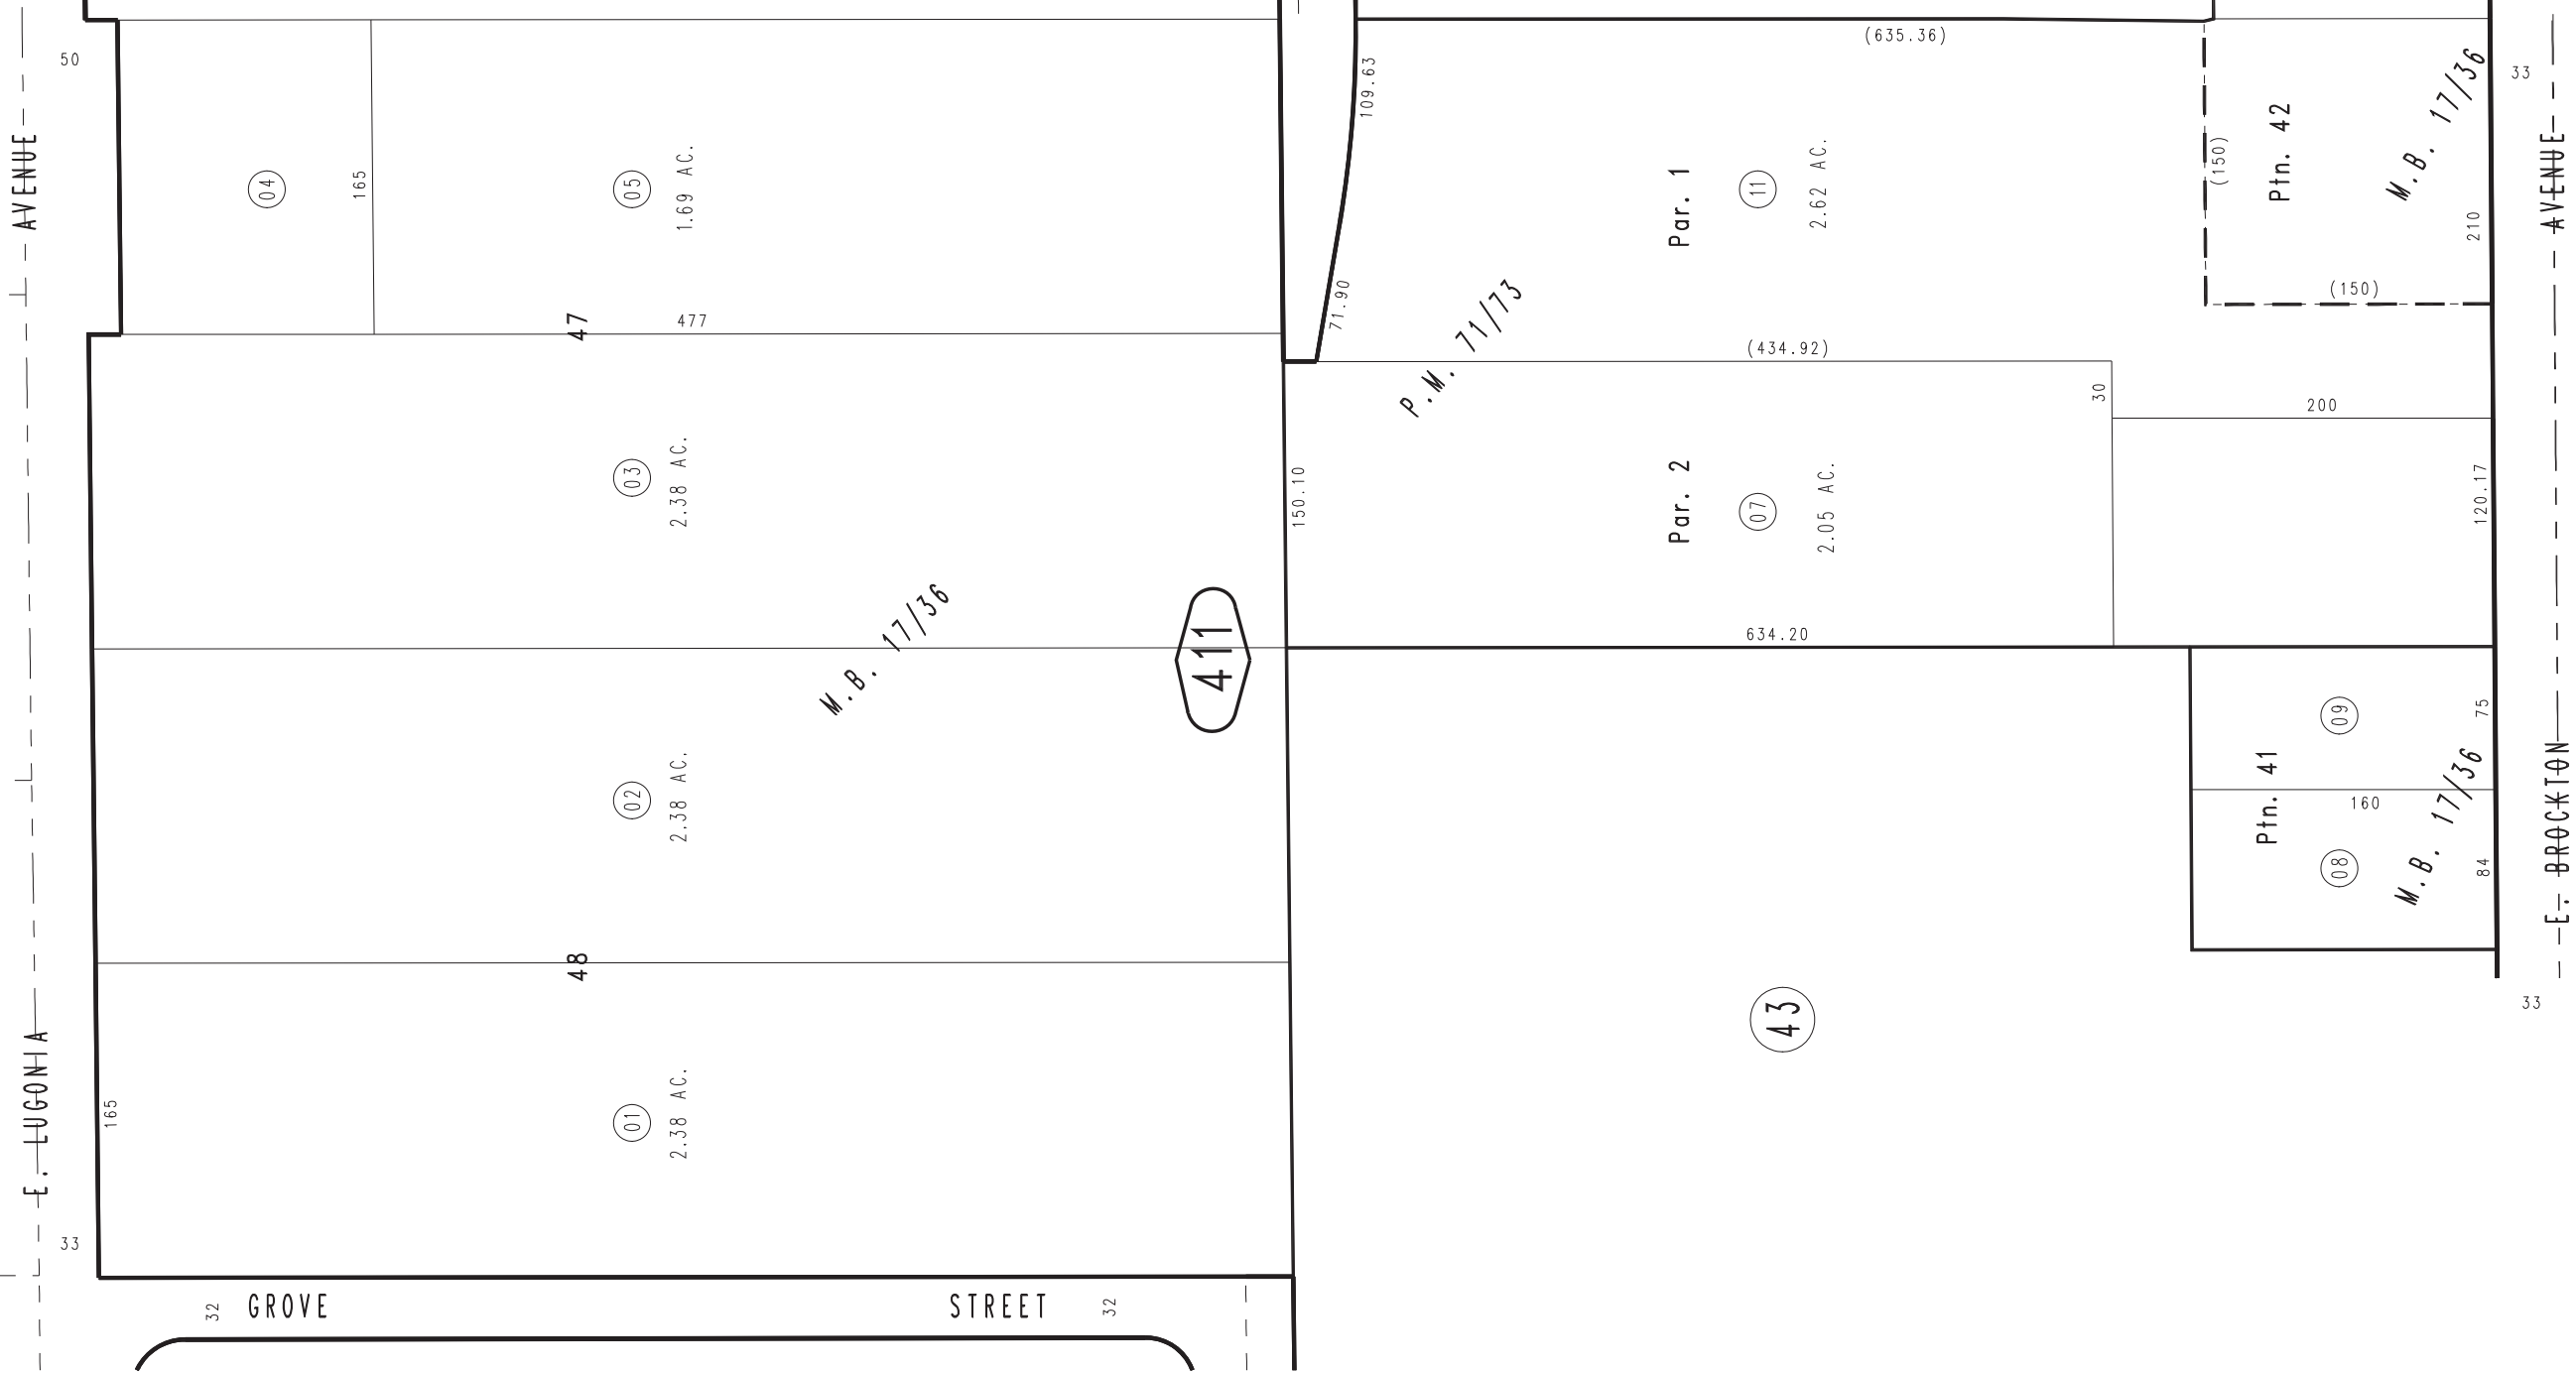 50
AVENUE
04
165
05
1.69 AC.
47
477
109.63
71.90
(635.36)
Par. 1
11
2.62 AC.
(150)
Ptn. 42
M.B. 17/36
210
(150)
33
AVENUE
P.M. 71/73
(434.92)
30
200
03
2.38 AC.
150.10
Par. 2
07
2.05 AC.
120.17
M.B. 17/36
411
634.20
02
2.38 AC.
09
75
Ptn. 41
160
M.B. 17/36
08
84
E. BROCKTON
33
48
43
E. LUGONIA
165
01
2.38 AC.
33
32
GROVE
STREET
32